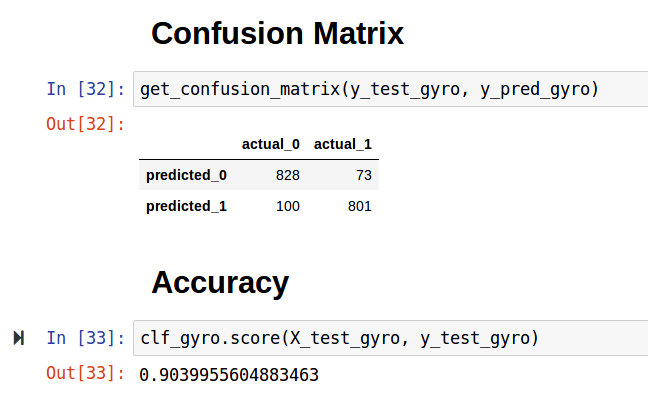 Confusion Matrix
In [32]: get_confusion_matrix(y_test_gyro, y_pred_gyro)
Out[32]:
actual_0 actual_1
predicted_0 828 73
predicted_1 100 801
Accuracy
In [33]: clf_gyro.score(X_test_gyro, y_test_gyro)
Out[33]: 0.9039955604883463